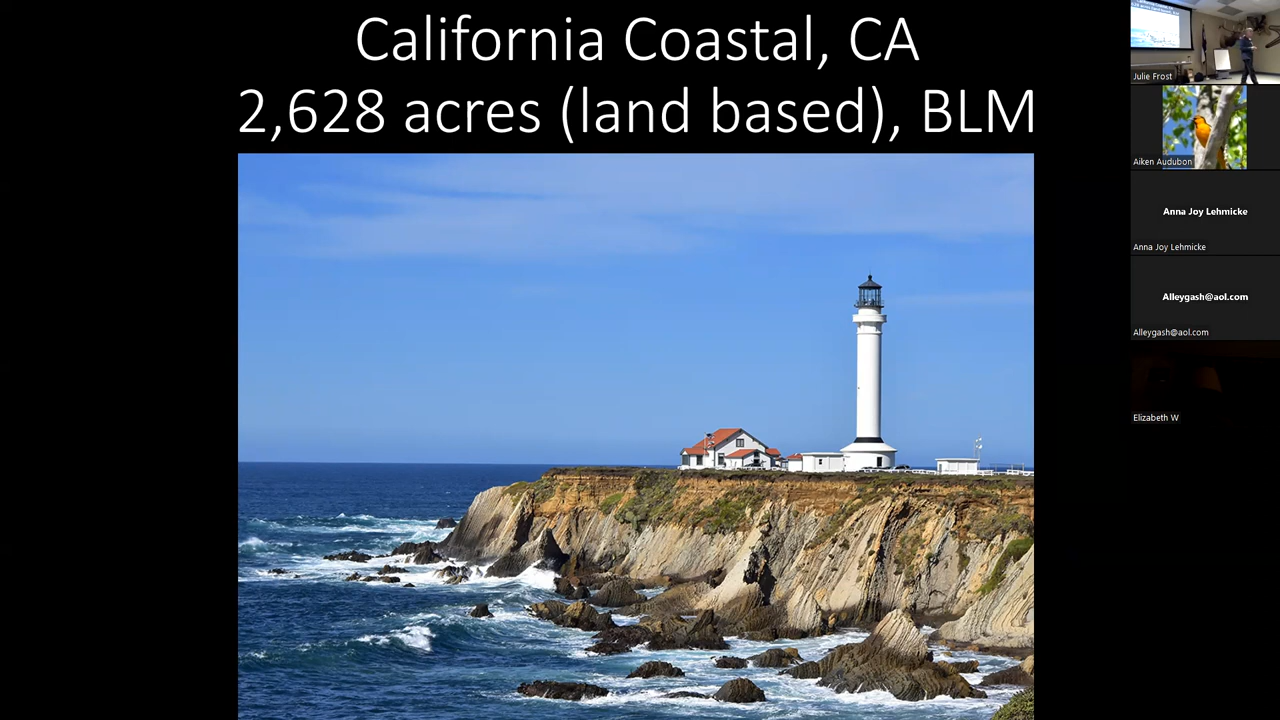 California Coastal, CA
2,628 acres (land based), BLM
Julie Frost
Aiken Audubon
Anna Joy Lehmicke
Anna Joy Lehmicke
Alleygash@aol.com
Alleygash@aol.com
Elizabeth W